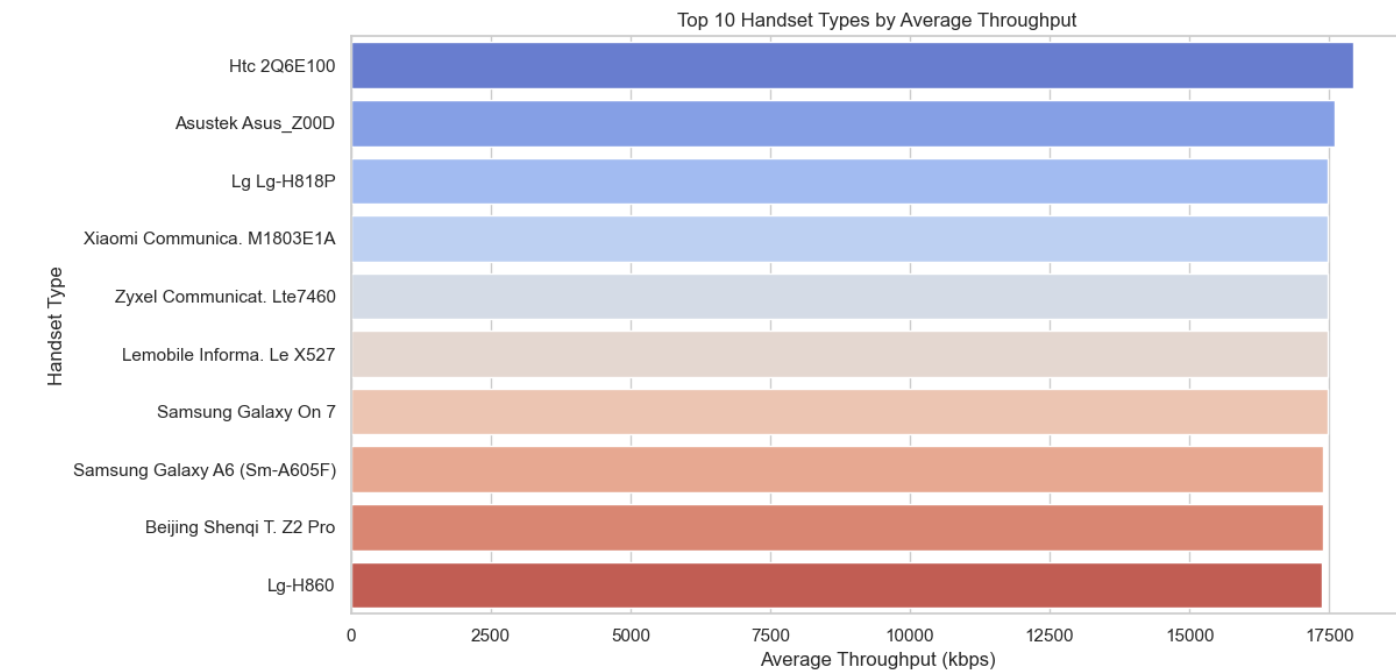 Top 10 Handset Types by Average Throughput
Htc 2Q6E100
Asustek Asus_Z00D
Lg Lg-H818P
Xiaomi Communica. M1803E1A
Zyxel Communicat. Lte7460
Lemobile Informa. Le X527
Samsung Galaxy On 7
Samsung Galaxy A6 (Sm-A605F)
Beijing Shenqi T. Z2 Pro
Lg-H860
Handset Type
0 2500 5000 7500 10000 12500 15000 17500
Average Throughput (kbps)